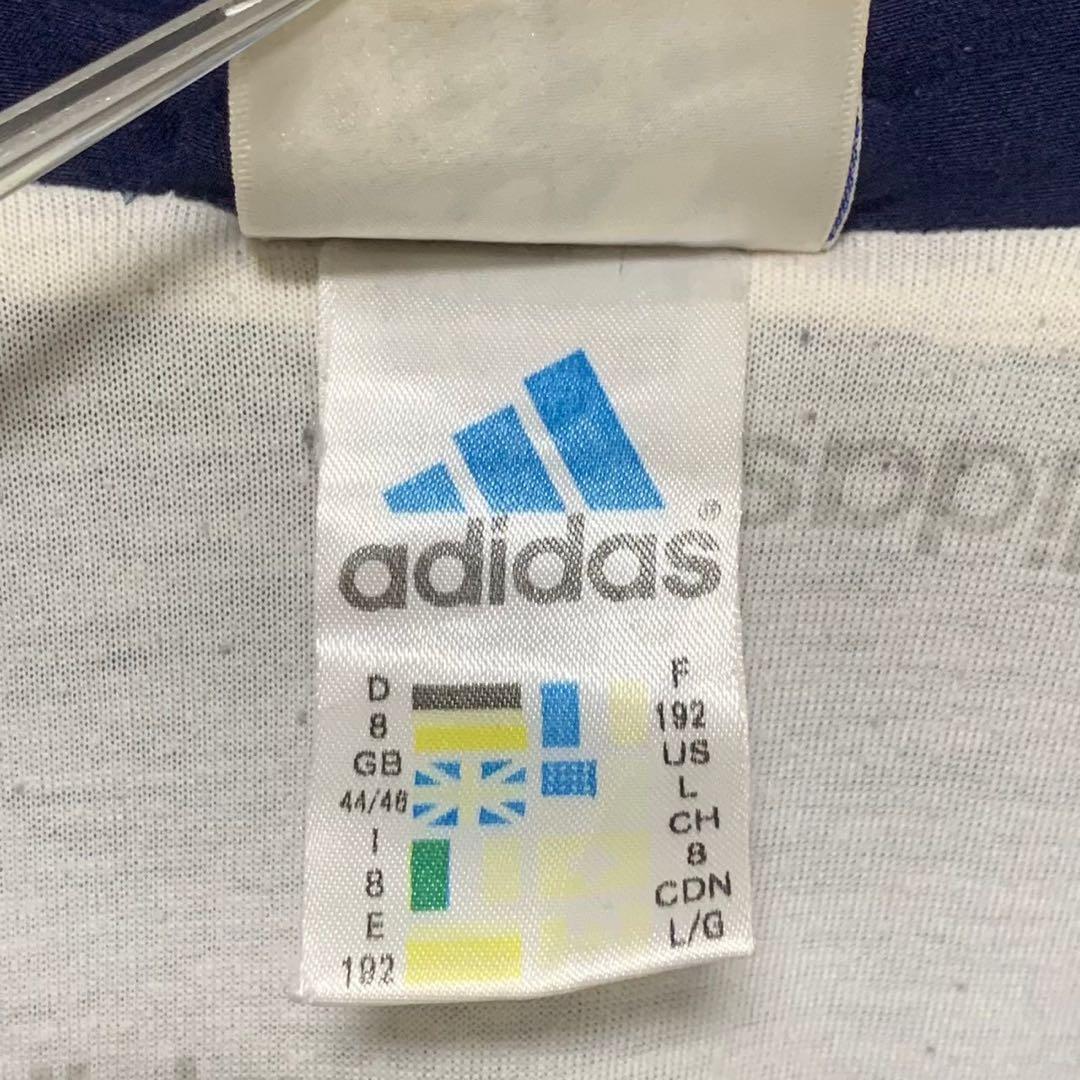 adidas®
D
8
GB
44/46
I
8
E
192
F
192
US
L
CH
8
CDN
L/G